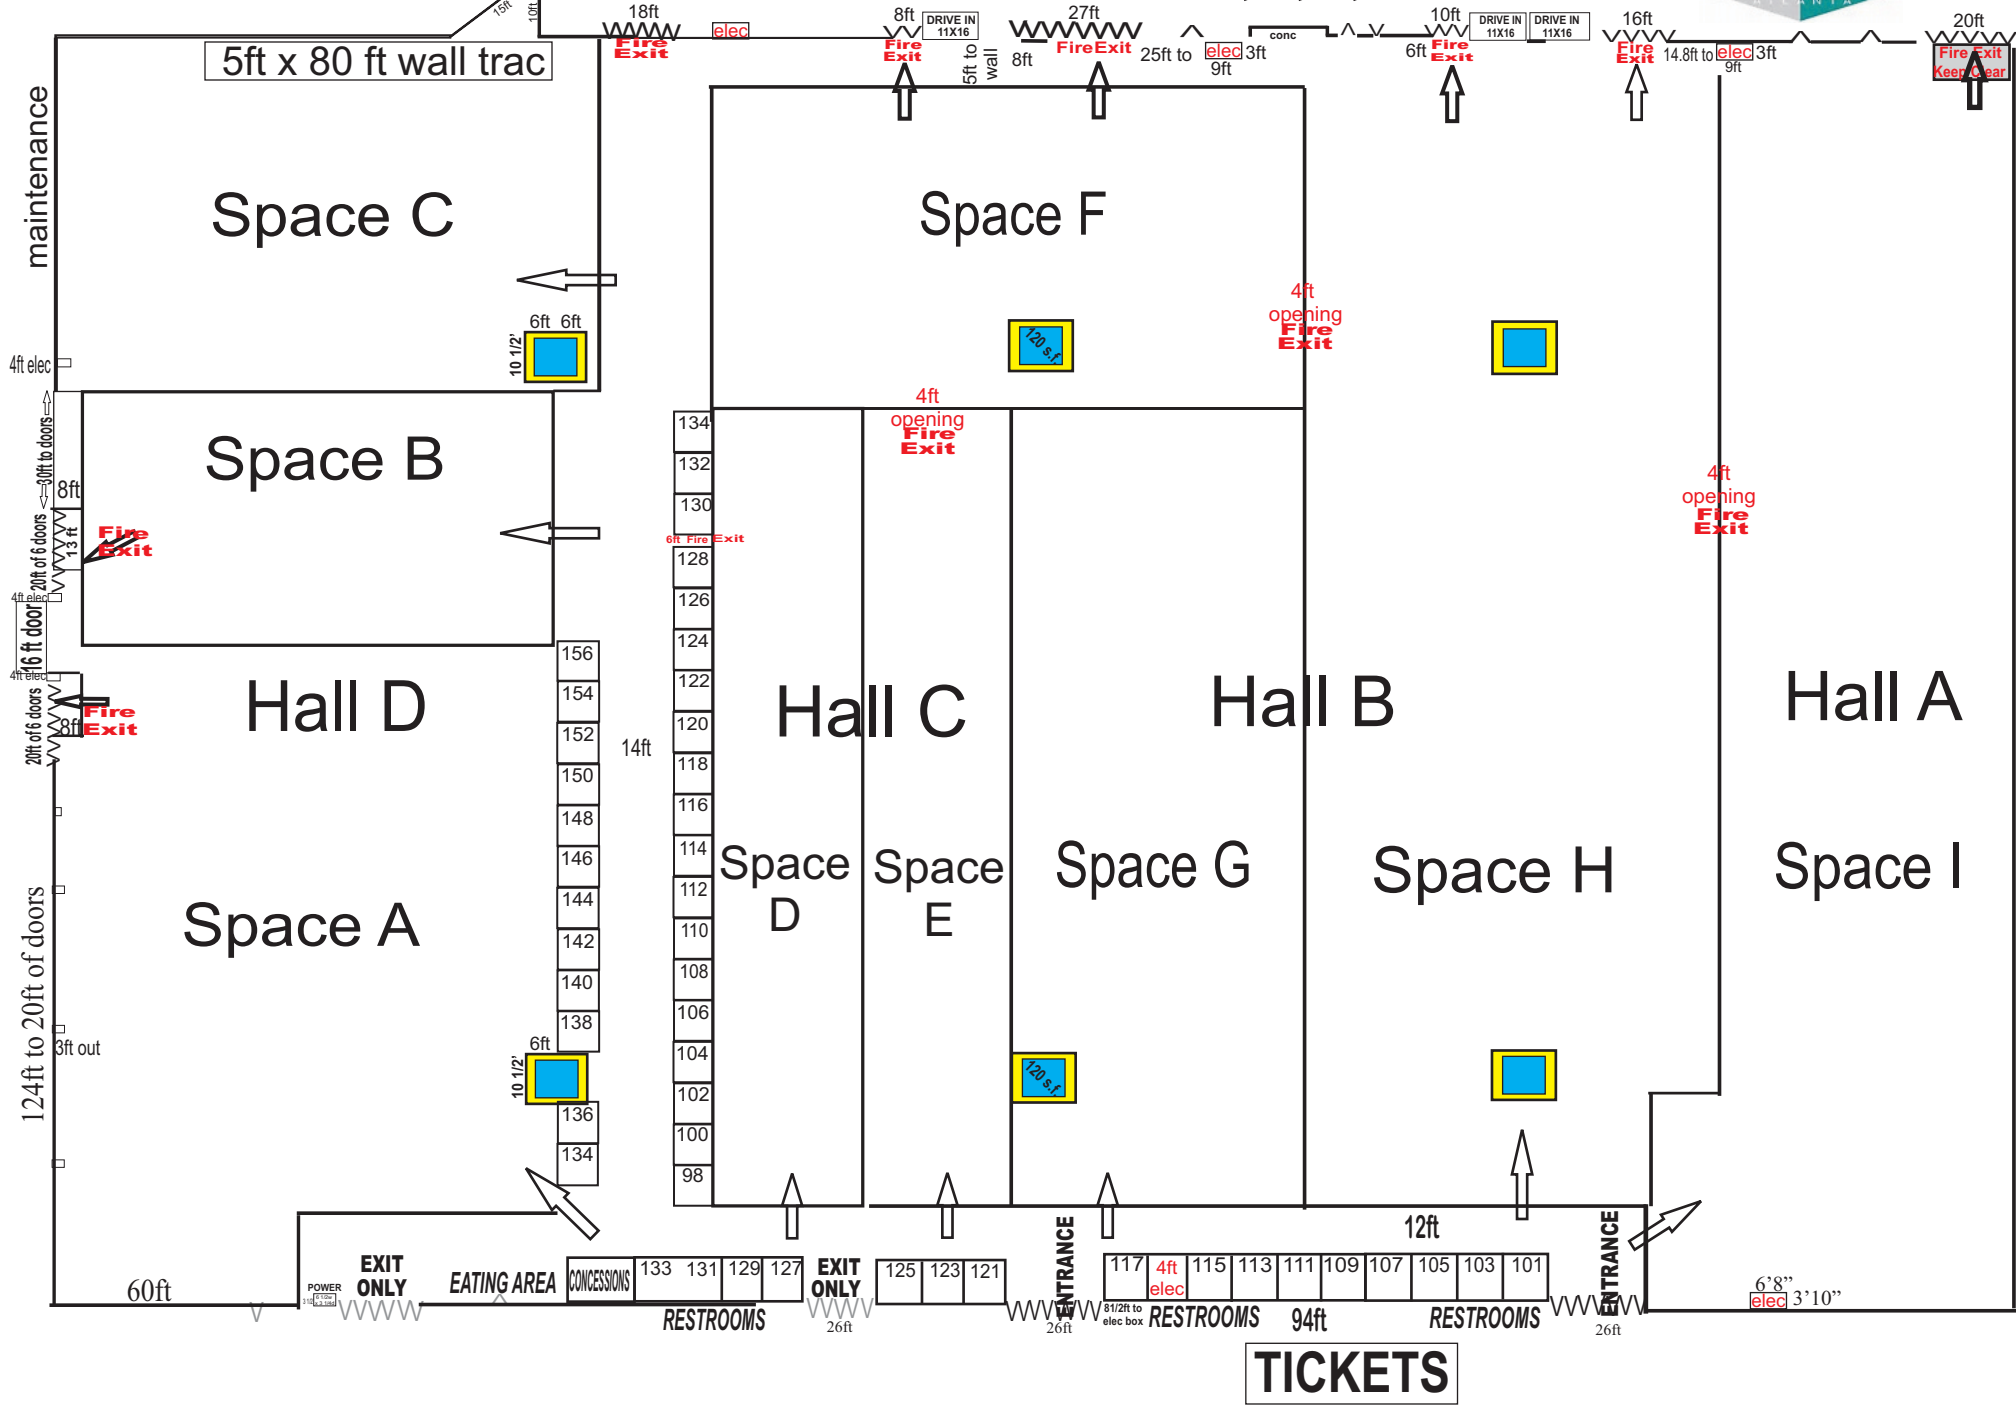 15ft
10ft
18ft
Fire
Exit
elec
8ft
Fire
Exit
DRIVE IN
11X16
5ft to
wall
27ft
8ft
FireExit
25ft to
elec
3ft
9ft
conc
10ft
6ft
Fire
Exit
DRIVE IN
11X16
DRIVE IN
11X16
16ft
Fire
Exit
14.8ft to
elec
3ft
9ft
ATLANTA
20ft
Fire Exit
Keep Clear
5ft x 80 ft wall trac
maintenance
Space C
Space F
6ft 6ft
10 1/2'
120 s.f.
4ft
opening
Fire
Exit
4ft elec
30ft to doors
8ft
Space B
4ft
opening
Fire
Exit
4ft
opening
Fire
Exit
20ft of 6 doors
13 ft
Fire
Exit
4ft elec
16 ft door
4ft elec
20ft of 6 doors
8ft
Fire
Exit
134
132
130
6ft Fire Exit
128
126
124
122
120
118
116
114
112
110
108
106
104
102
100
98
156
154
152
150
148
146
144
142
140
138
136
134
14ft
Hall D
Hall C
Hall B
Hall A
Space A
Space
D
Space
E
Space G
Space H
Space I
124ft to 20ft of doors
3ft out
6ft
10 1/2'
120 s.f.
60ft
POWER
EXIT
ONLY
EATING AREA
CONCESSIONS
133
131
129
127
RESTROOMS
EXIT
ONLY
26ft
125
123
121
ENTRANCE
26ft
12ft
117
4ft
elec
115
113
111
109
107
105
103
101
81/2ft to
elec box
RESTROOMS
94ft
RESTROOMS
ENTRANCE
26ft
6'8"
elec
3'10"
TICKETS